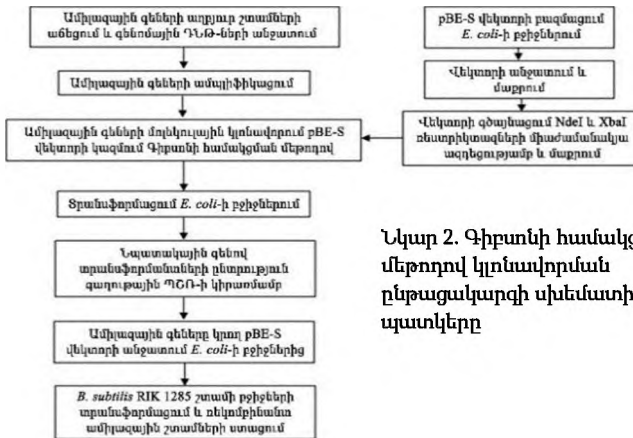 Ամիլազային գեների աղբյուր շտամների
աճեցում և գենոմային ԴՆԹ-ների անջատում
Ամիլազային գեների ամպլիֆիկացում
Ամիլազային գեների մոլեկուլային կլոնավորում pBE-S
վեկտորի կազմում Գիբսոնի համակցման մեթոդով
Տրանսֆորմացում E. coli-ի բջիջներում
Նպատակային գենով
տրանսֆորմանտների ընտրություն
գաղութային ՊՇՌ-ի կիրառմամբ
Ամիլազային գեները կրող pBE-S
վեկտորի անջատում E. coli-ի բջիջներից
B. subtilis RIK 1285 շտամի բջիջների
տրանսֆորմացում և ռեկոմբինանտ
ամիլազային շտամների ստացում
pBE-S վեկտորի բազմացում
E. coli-ի բջիջներում
Վեկտորի անջատում և
մաքրում
Վեկտորի գծայնացում NdeI և XbaI
ռեստրիկտազների միաժամանակյա
ազդեցությամբ և մաքրում
Նկար 2. Գիբսոնի համակց
մեթոդով կլոնավորման
ընթացակարգի սխեմատի
պատկերը